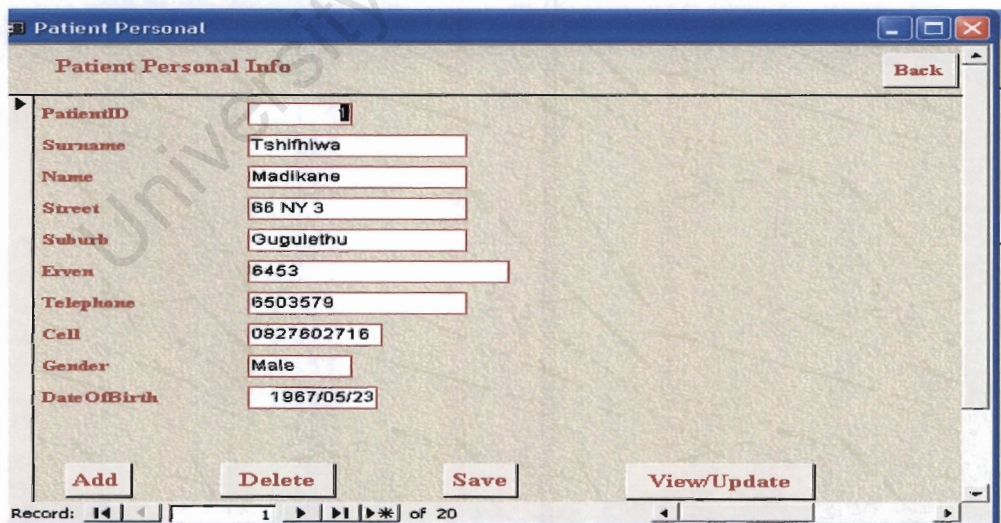 Patient Personal
Patient Personal Info
Back
PatientID 1
Surname Tshifhiwa
Name Madikane
Street 66 NY 3
Suburb Gugulethu
Erven 6453
Telephone 6503579
Cell 0827602716
Gender Male
DateOfBirth 1967/05/23
Add Delete Save View/Update
Record: 1 of 20
University